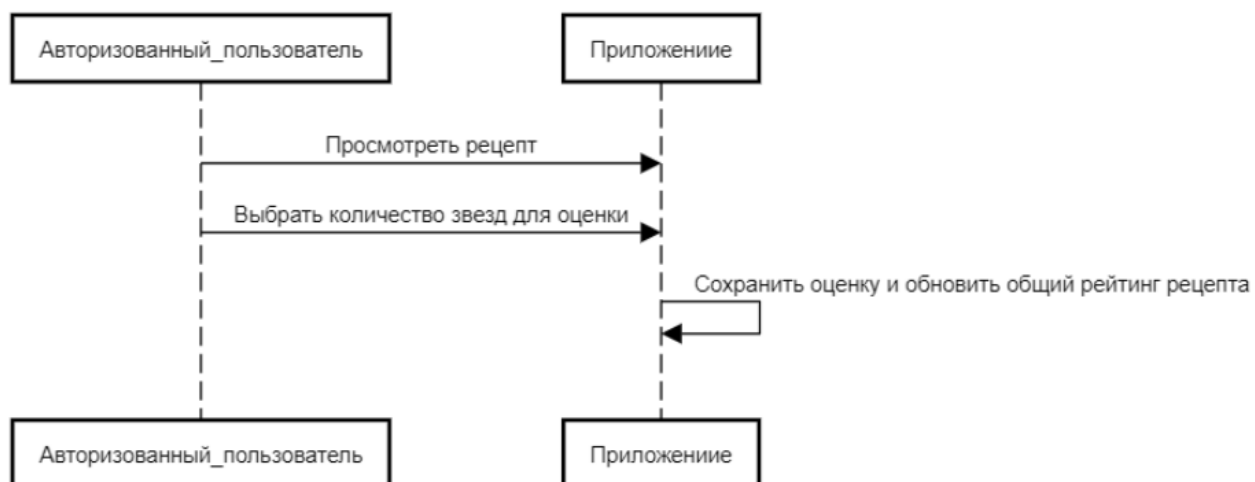 Авторизованный_пользователь
Приложениие
Просмотреть рецепт
Выбрать количество звезд для оценки
Сохранить оценку и обновить общий рейтинг рецепта
Авторизованный_пользователь
Приложениие